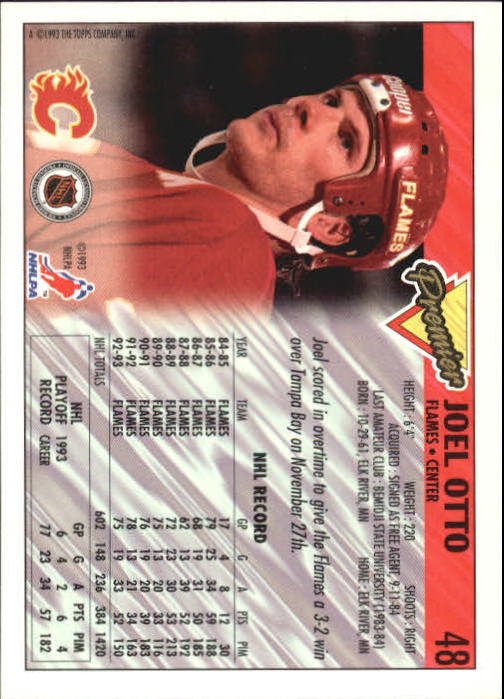 48
JOEL OTTO
FLAMES • CENTER
Premier
HEIGHT: 6'4" WEIGHT: 220 SHOOTS: RIGHT
ACQUIRED: SIGNED AS FREE AGENT, 9-11-84
LAST AMATEUR CLUB: BEMIDJI STATE UNIVERSITY (1983-84)
BORN: 10-29-61, ELK RIVER, MN HOME: ELK RIVER, MN
Joel scored in overtime to give the Flames a 3-2 win
over Tampa Bay on November 27th.
NHL RECORD
YEAR TEAM GP G A PTS PIM
84-85 FLAMES 17 4 8 12 30
85-86 FLAMES 79 25 34 59 188
86-87 FLAMES 68 19 31 50 185
87-88 FLAMES 62 13 39 52 192
88-89 FLAMES 72 23 30 53 213
89-90 FLAMES 75 13 20 33 116
90-91 FLAMES 76 19 20 39 183
91-92 FLAMES 78 13 21 34 163
92-93 FLAMES 75 19 33 52 150
NHL TOTALS 602 148 236 384 1420
NHL GP G A PTS PIM
PLAYOFF 1993 6 4 2 6 4
RECORD CAREER 77 23 34 57 182
FLAMES
Cooper
C
NHL
©1993
NHLPA
NHLPA
A ©1993 THE TOPPS COMPANY, INC.